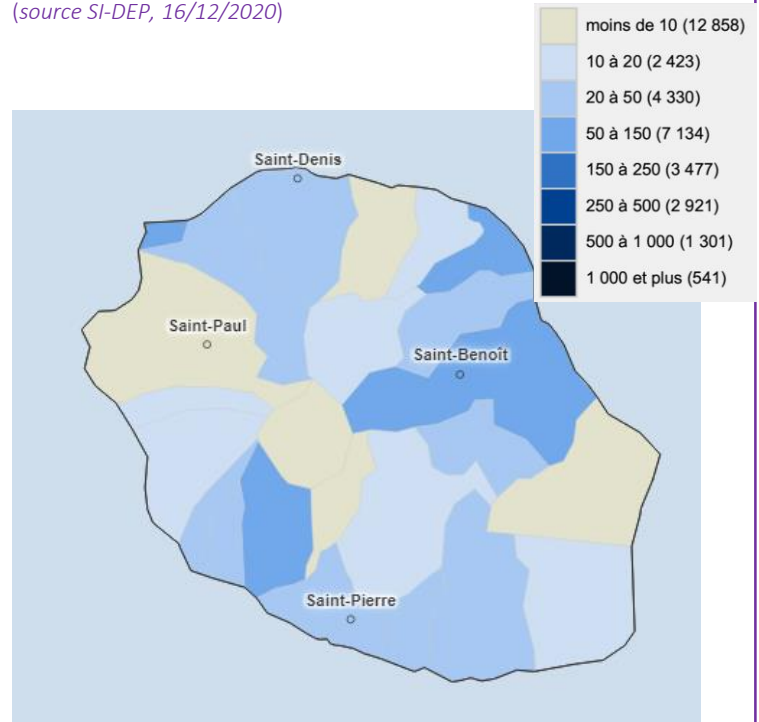 (source SI-DEP, 16/12/2020)
moins de 10 (12 858)
10 à 20 (2 423)
20 à 50 (4 330)
50 à 150 (7 134)
150 à 250 (3 477)
250 à 500 (2 921)
500 à 1 000 (1 301)
1 000 et plus (541)
Saint-Denis
Saint-Paul
Saint-Benoît
Saint-Pierre